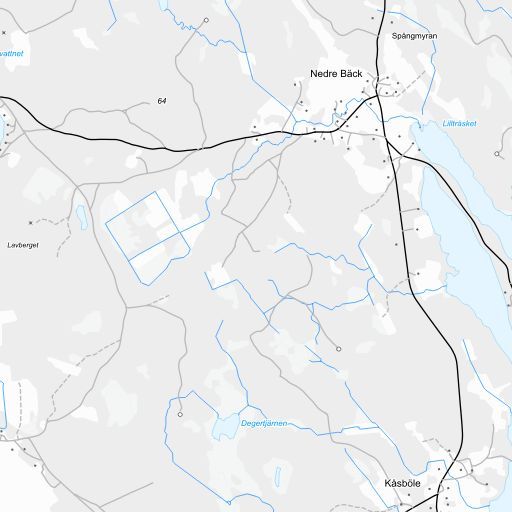 Spångmyran
vattnet
Nedre Bäck
64
Lillträsket
Lavberget
Degertjärnen
Kåsböle